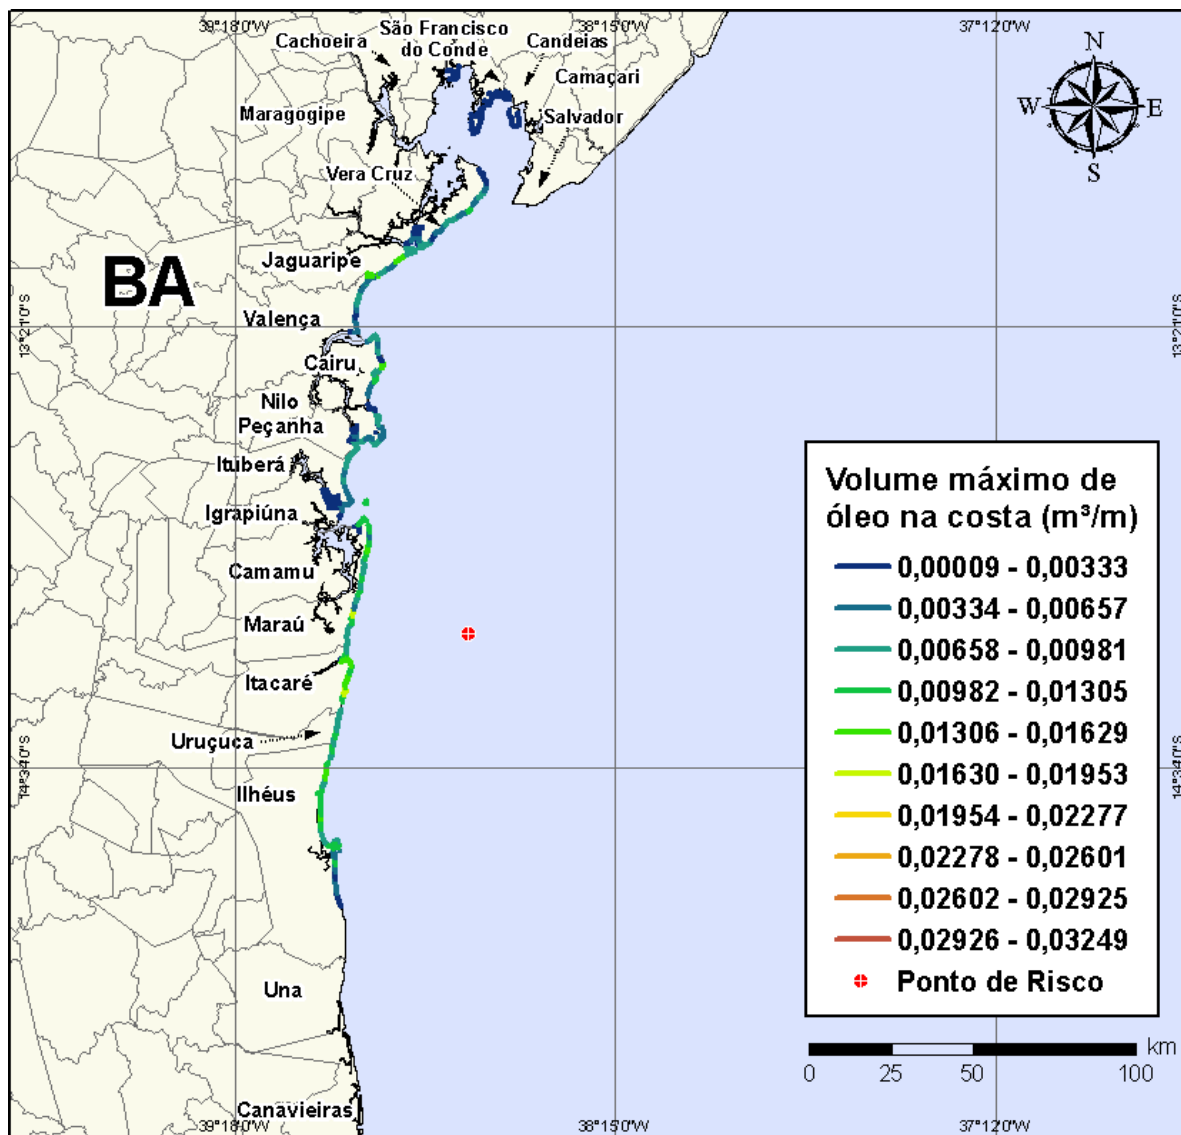 39°18'0"W
38°15'0"W
37°12'0"W
São Francisco
do Conde
Cachoeira
Candeias
Camaçari
Maragogipe
Salvador
Vera Cruz
N
W
E
S
Jaguaripe
BA
Valença
13°21'0"S
13°21'0"S
Cairu
Nilo
Peçanha
Ituberá
Igrapiúna
Camamu
Maraú
Itacaré
Uruçuca
14°34'0"S
14°34'0"S
Ilhéus
Una
Canavieiras
Volume máximo de
óleo na costa (m³/m)
0,00009 - 0,00333
0,00334 - 0,00657
0,00658 - 0,00981
0,00982 - 0,01305
0,01306 - 0,01629
0,01630 - 0,01953
0,01954 - 0,02277
0,02278 - 0,02601
0,02602 - 0,02925
0,02926 - 0,03249
Ponto de Risco
km
0 25 50 100
39°18'0"W
38°15'0"W
37°12'0"W